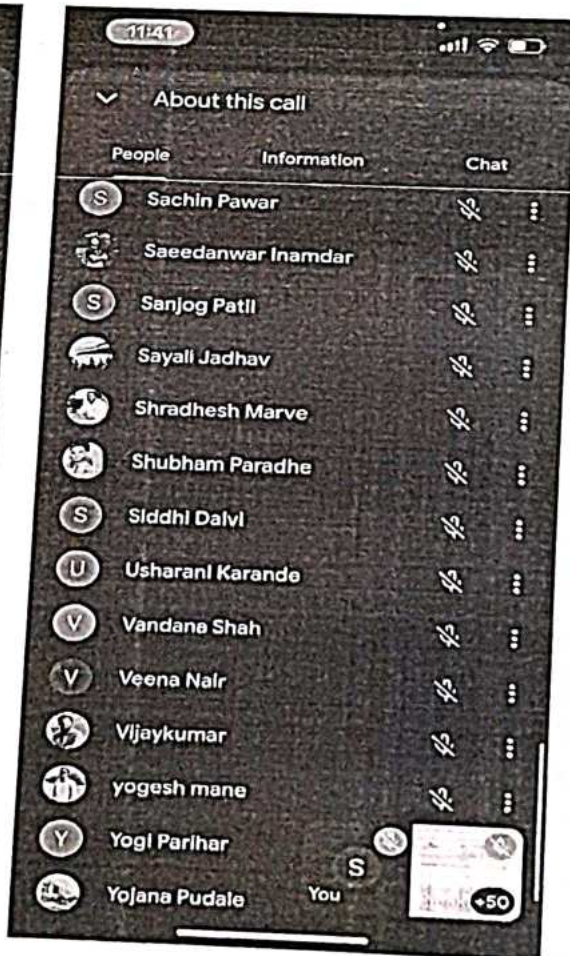 11:41
About this call
People Information Chat
S Sachin Pawar
Saeedanwar Inamdar
S Sanjog Patil
Sayali Jadhav
Shradhesh Marve
Shubham Paradhe
S Siddhi Dalvi
U Usharani Karande
V Vandana Shah
V Veena Nair
Vijaykumar
yogesh mane
Y Yogi Parihar
S
Yojana Pudale You +50